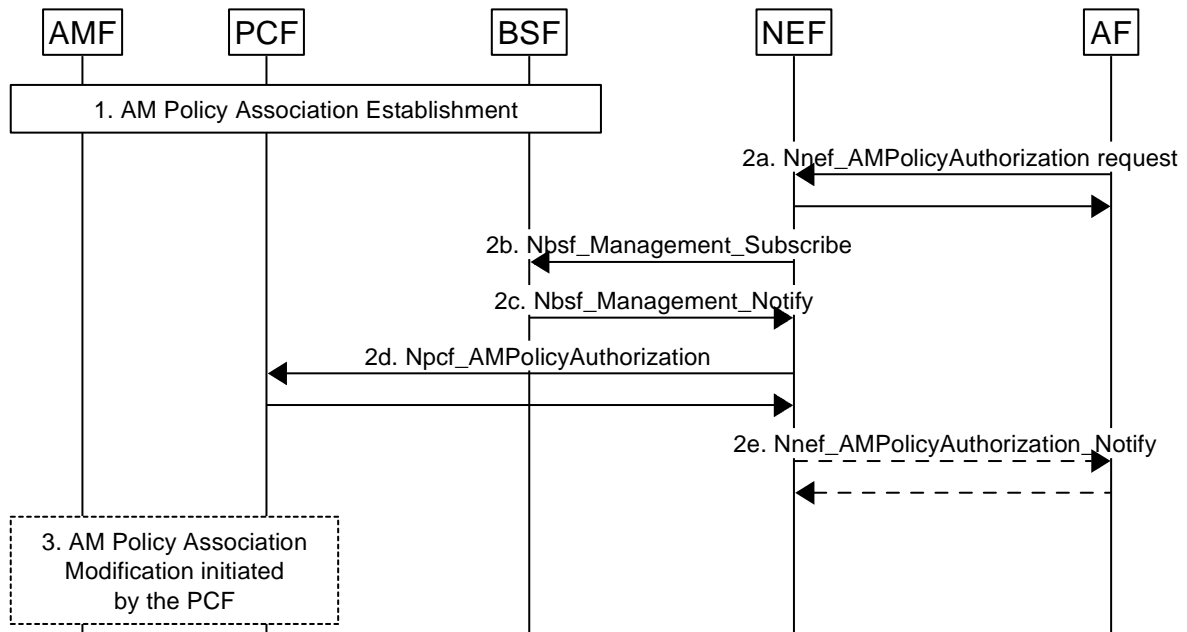 AMF PCF BSF NEF AF
1. AM Policy Association Establishment
2a. Nnef_AMPolicyAuthorization request
2b. Nbsf_Management_Subscribe
2c. Nbsf_Management_Notify
2d. Npcf_AMPolicyAuthorization
2e. Nnef_AMPolicyAuthorization_Notify
3. AM Policy Association
Modification initiated
by the PCF